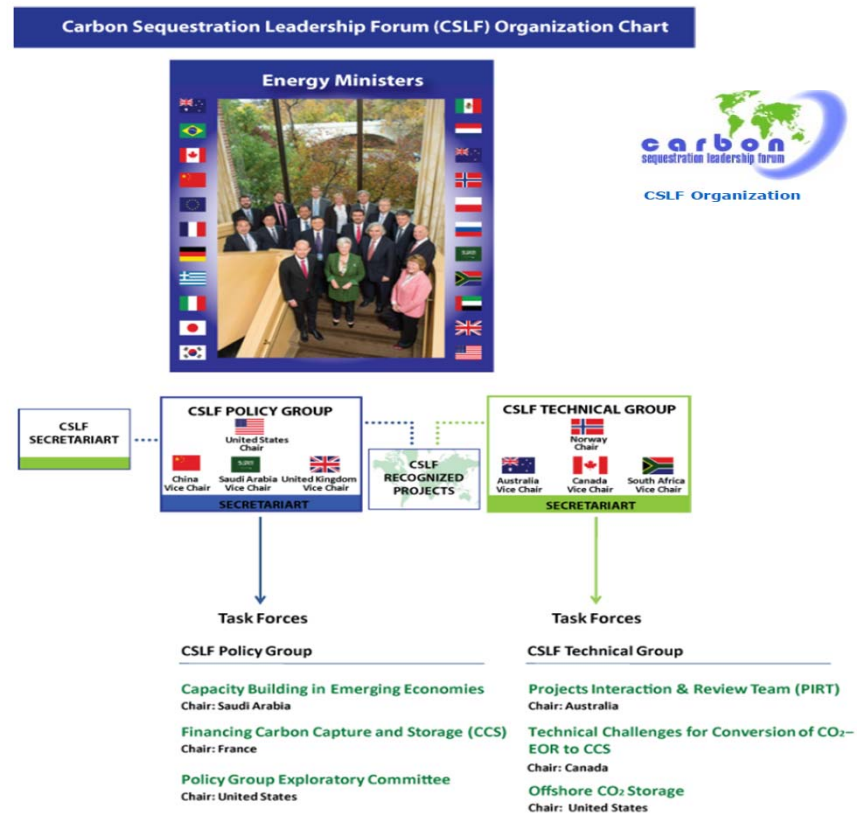 Carbon Sequestration Leadership Forum (CSLF) Organization Chart
Energy Ministers
carbon
sequestration leadership forum
CSLF Organization
CSLF
SECRETARIART
CSLF POLICY GROUP
United States
Chair
China
Vice Chair
Saudi Arabia
Vice Chair
United Kingdom
Vice Chair
SECRETARIART
CSLF
RECOGNIZED
PROJECTS
CSLF TECHNICAL GROUP
Norway
Chair
Australia
Vice Chair
Canada
Vice Chair
South Africa
Vice Chair
SECRETARIART
Task Forces
CSLF Policy Group
Capacity Building in Emerging Economies
Chair: Saudi Arabia
Financing Carbon Capture and Storage (CCS)
Chair: France
Policy Group Exploratory Committee
Chair: United States
Task Forces
CSLF Technical Group
Projects Interaction & Review Team (PIRT)
Chair: Australia
Technical Challenges for Conversion of CO₂–
EOR to CCS
Chair: Canada
Offshore CO₂ Storage
Chair: United States